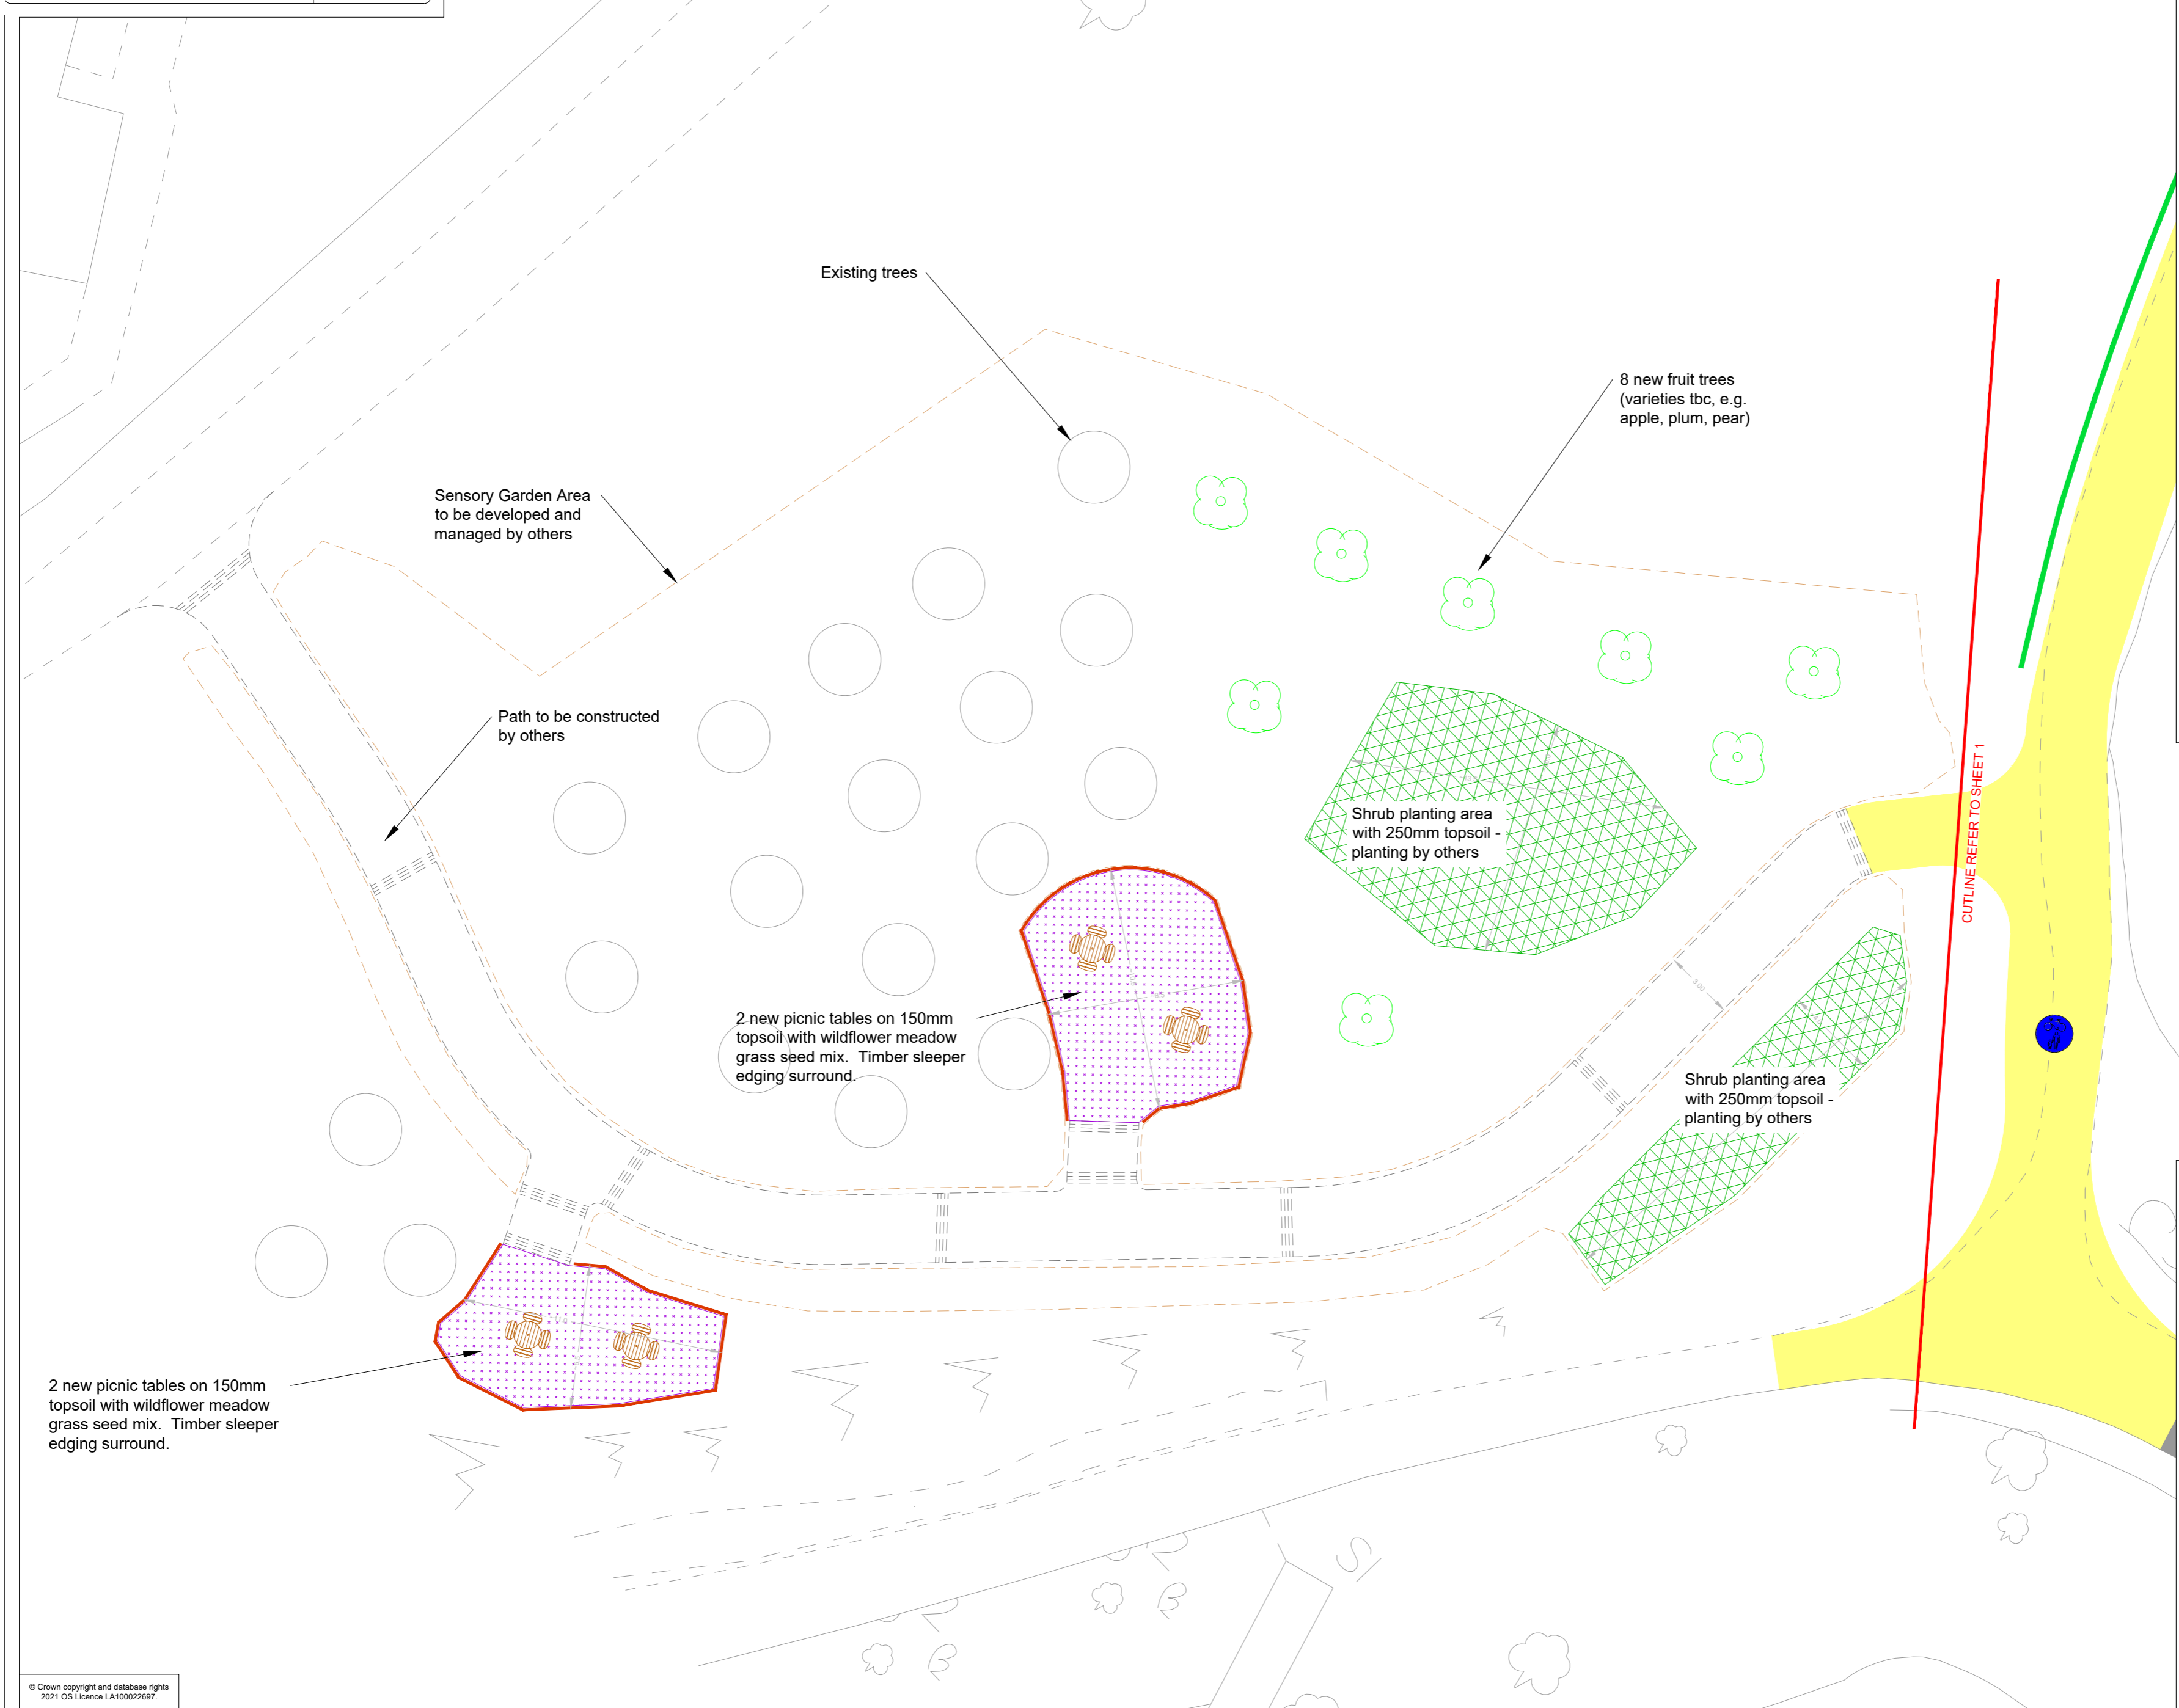 Existing trees
8 new fruit trees
(varieties tbc, e.g.
apple, plum, pear)
Sensory Garden Area
to be developed and
managed by others
Path to be constructed
by others
CUTLINE REFER TO SHEET 1
Shrub planting area
with 250mm topsoil -
planting by others
3.00
2 new picnic tables on 150mm
topsoil with wildflower meadow
grass seed mix.  Timber sleeper
edging surround.
Shrub planting area
with 250mm topsoil -
planting by others
2 new picnic tables on 150mm
topsoil with wildflower meadow
grass seed mix.  Timber sleeper
edging surround.
© Crown copyright and database rights
2021 OS Licence LA100022697.